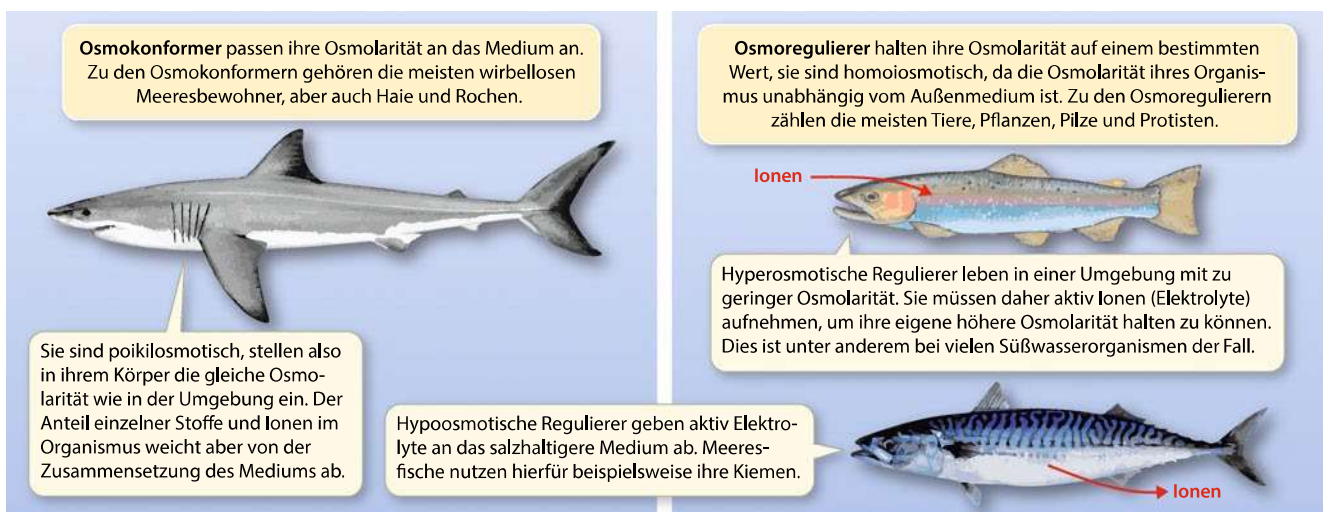 Osmokonformer passen ihre Osmolarität an das Medium an.
Zu den Osmokonformern gehören die meisten wirbellosen
Meeresbewohner, aber auch Haie und Rochen.
Sie sind poikilosmotisch, stellen also
in ihrem Körper die gleiche Osmo-
larität wie in der Umgebung ein. Der
Anteil einzelner Stoffe und Ionen im
Organismus weicht aber von der
Zusammensetzung des Mediums ab.
Osmoregulierer halten ihre Osmolarität auf einem bestimmten
Wert, sie sind homoiosmotisch, da die Osmolarität ihres Organis-
mus unabhängig vom Außenmedium ist. Zu den Osmoregulierern
zählen die meisten Tiere, Pflanzen, Pilze und Protisten.
Ionen
Hyperosmotische Regulierer leben in einer Umgebung mit zu
geringer Osmolarität. Sie müssen daher aktiv Ionen (Elektrolyte)
aufnehmen, um ihre eigene höhere Osmolarität halten zu können.
Dies ist unter anderem bei vielen Süßwasserorganismen der Fall.
Hypoosmotische Regulierer geben aktiv Elektro-
lyte an das salzhaltigere Medium ab. Meeres-
fische nutzen hierfür beispielsweise ihre Kiemen.
Ionen